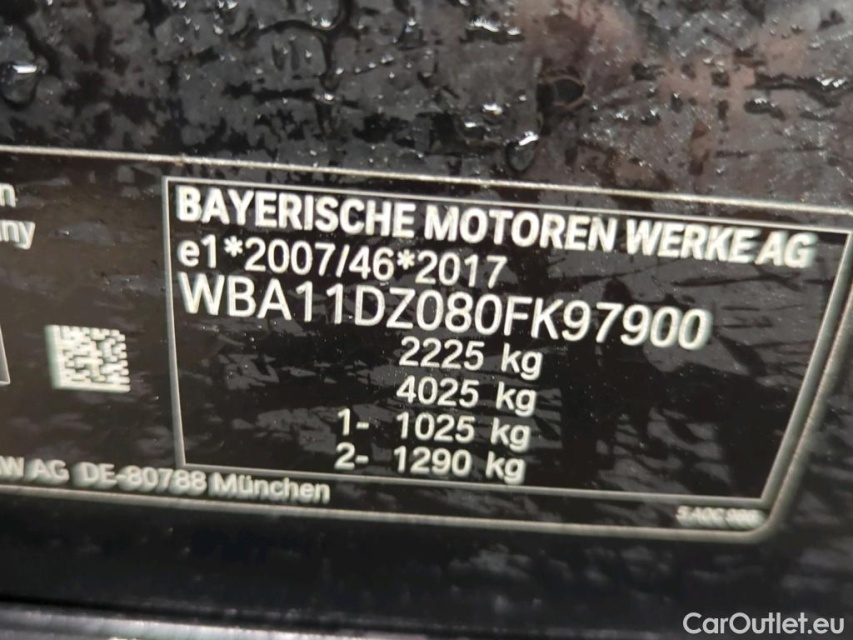 BAYERISCHE MOTOREN WERKE AG
e1*2007/46*2017
WBA11DZ080FK97900
2225 kg
4025 kg
1- 1025 kg
2- 1290 kg
AG DE-80788 München
CarOutlet.eu